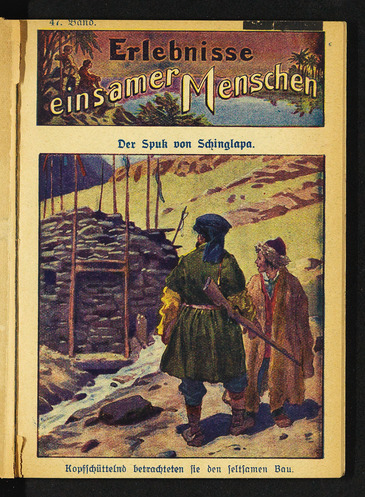 47. Band.
Erlebnisse
einsamer Menschen
Der Spuk von Schinglapa.
Kopfschüttelnd betrachteten sie den seltsamen Bau.